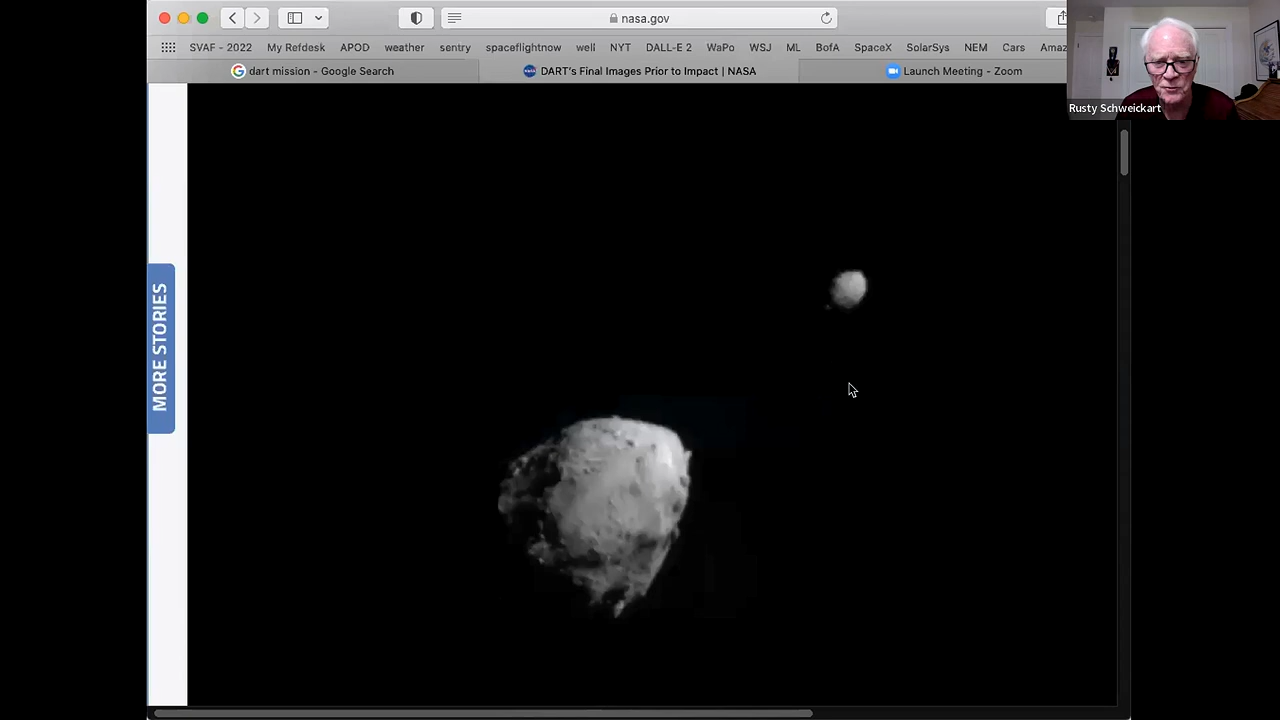 nasa.gov
SVAF - 2022 My Refdesk APOD weather sentry spaceflightnow well NYT DALL-E 2 WaPo WSJ ML BofA SpaceX SolarSys NEM Cars Amaz
dart mission - Google Search DART's Final Images Prior to Impact | NASA Launch Meeting - Zoom
Rusty Schweickart
MORE STORIES